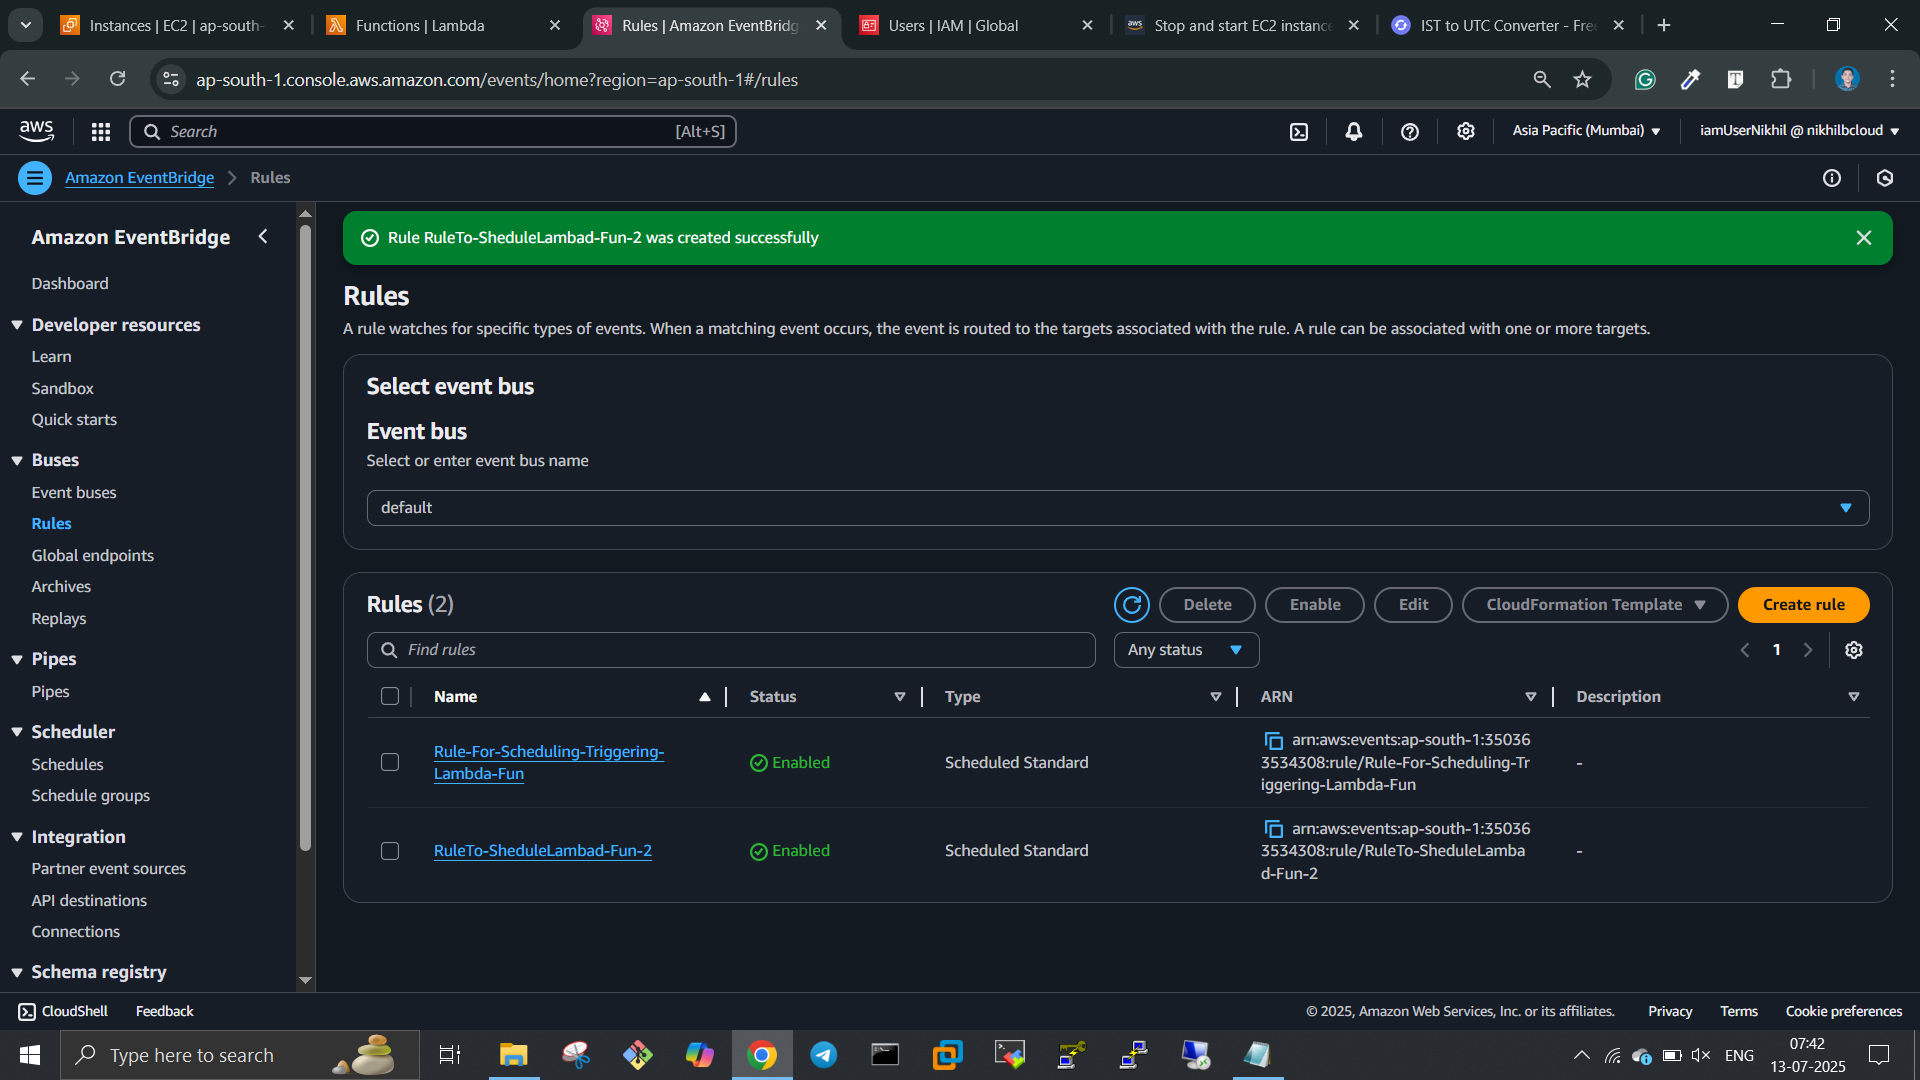 Instances | EC2 | ap-south-
Functions | Lambda
Rules | Amazon EventBridg
Users | IAM | Global
aws
Stop and start EC2 instance
IST to UTC Converter - Fre
ap-south-1.console.aws.amazon.com/events/home?region=ap-south-1#/rules
aws
Search
[Alt+S]
Asia Pacific (Mumbai)
iamUserNikhil @ nikhilbcloud
Amazon EventBridge
Rules
Amazon EventBridge
Dashboard
Developer resources
Learn
Sandbox
Quick starts
Buses
Event buses
Rules
Global endpoints
Archives
Replays
Pipes
Pipes
Scheduler
Schedules
Schedule groups
Integration
Partner event sources
API destinations
Connections
Schema registry
Rule RuleTo-SheduleLambad-Fun-2 was created successfully
Rules
A rule watches for specific types of events. When a matching event occurs, the event is routed to the targets associated with the rule. A rule can be associated with one or more targets.
Select event bus
Event bus
Select or enter event bus name
default
Rules (2)
Delete
Enable
Edit
CloudFormation Template
Create rule
Find rules
Any status
1
Name
Status
Type
ARN
Description
Rule-For-Scheduling-Triggering-
Lambda-Fun
Enabled
Scheduled Standard
arn:aws:events:ap-south-1:35036
3534308:rule/Rule-For-Scheduling-Tr
iggering-Lambda-Fun
-
RuleTo-SheduleLambad-Fun-2
Enabled
Scheduled Standard
arn:aws:events:ap-south-1:35036
3534308:rule/RuleTo-SheduleLamba
d-Fun-2
-
CloudShell
Feedback
© 2025, Amazon Web Services, Inc. or its affiliates.
Privacy
Terms
Cookie preferences
Type here to search
ENG
07:42
13-07-2025